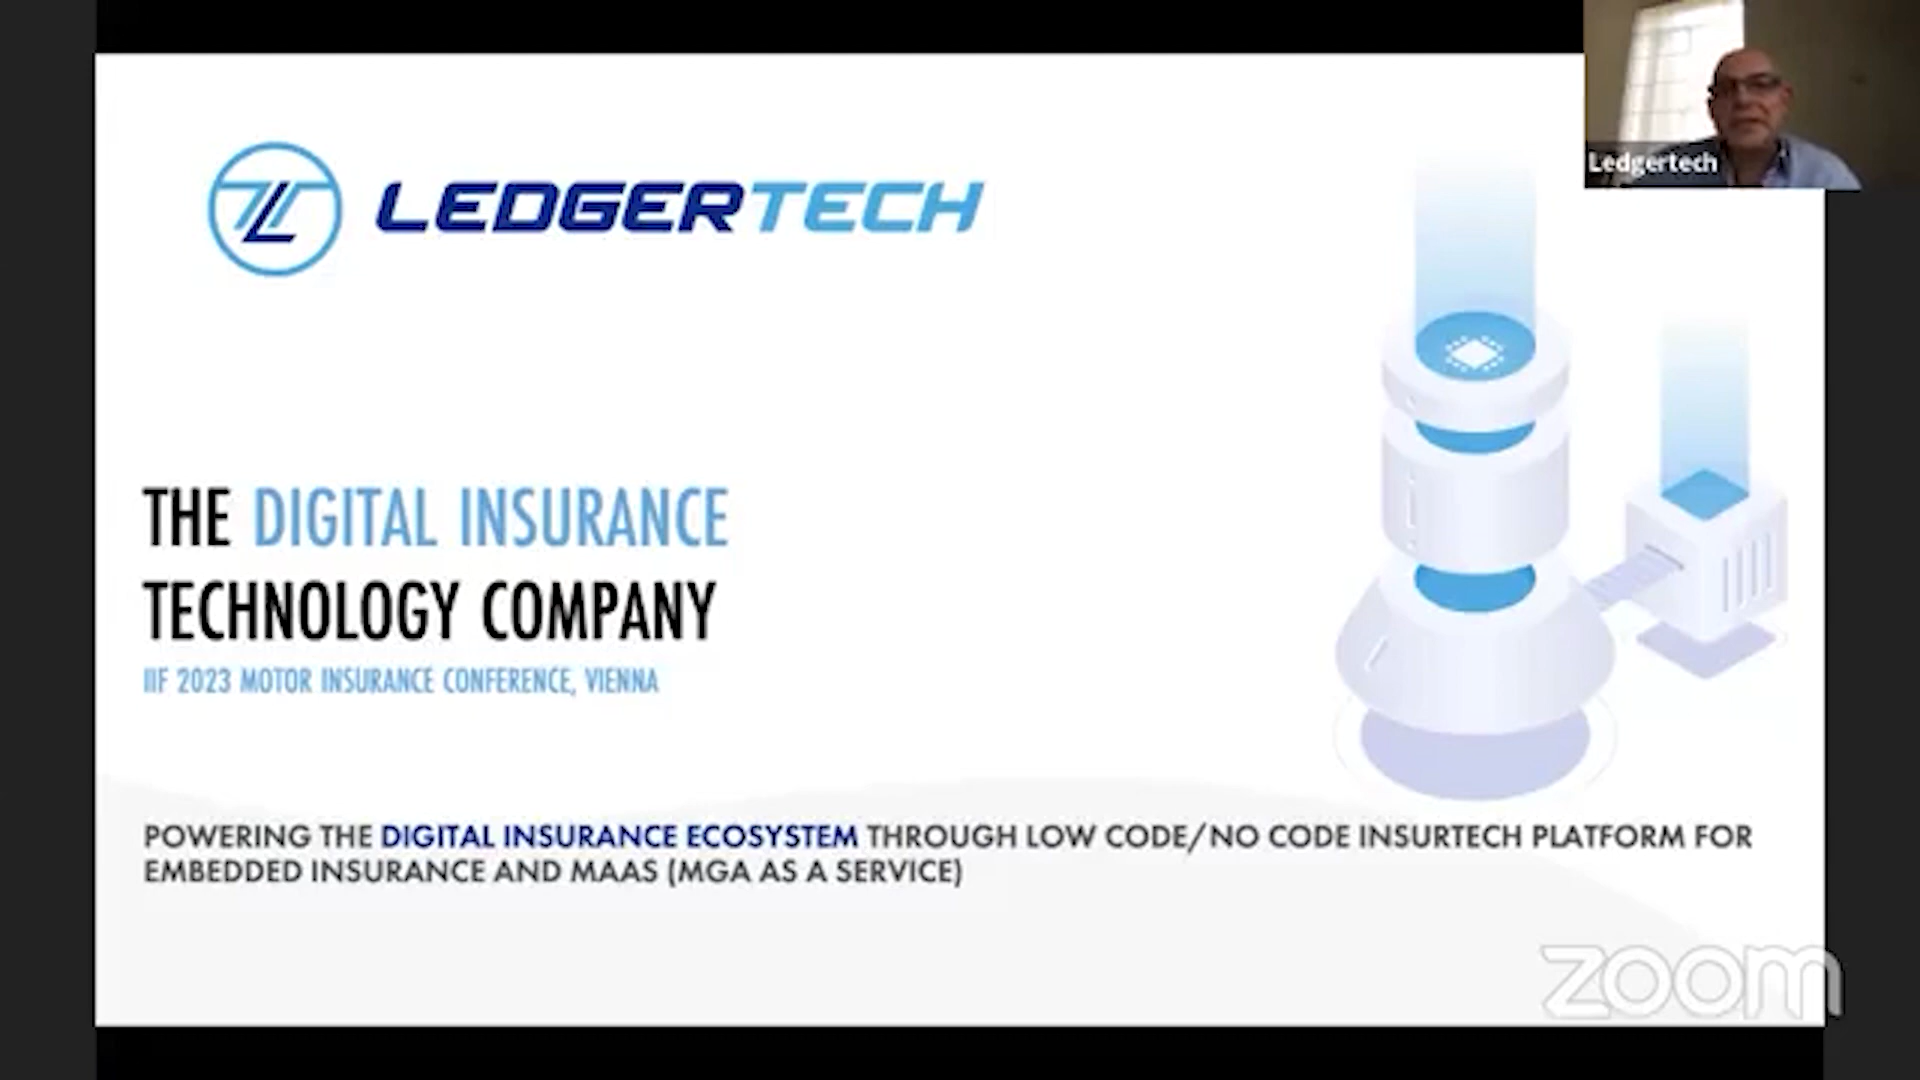 Ledgertech
LEDGERTECH
THE DIGITAL INSURANCE
TECHNOLOGY COMPANY
IIF 2023 MOTOR INSURANCE CONFERENCE, VIENNA
POWERING THE DIGITAL INSURANCE ECOSYSTEM THROUGH LOW CODE/NO CODE INSURTECH PLATFORM FOR
EMBEDDED INSURANCE AND MAAS (MGA AS A SERVICE)
zoom